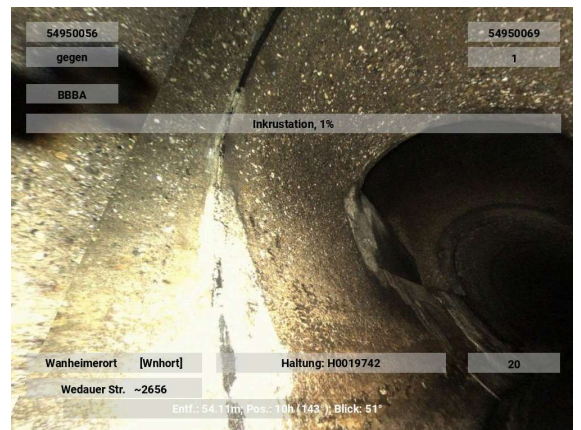 54950056 54950069
gegen 1
BBBA
Inkrustation, 1%
Wanheimerort [Wnhort] Haltung: H0019742 20
Wedauer Str. ~2656
Entf.: 54.11m; Pos.: 10h (143°); Blick: 51°